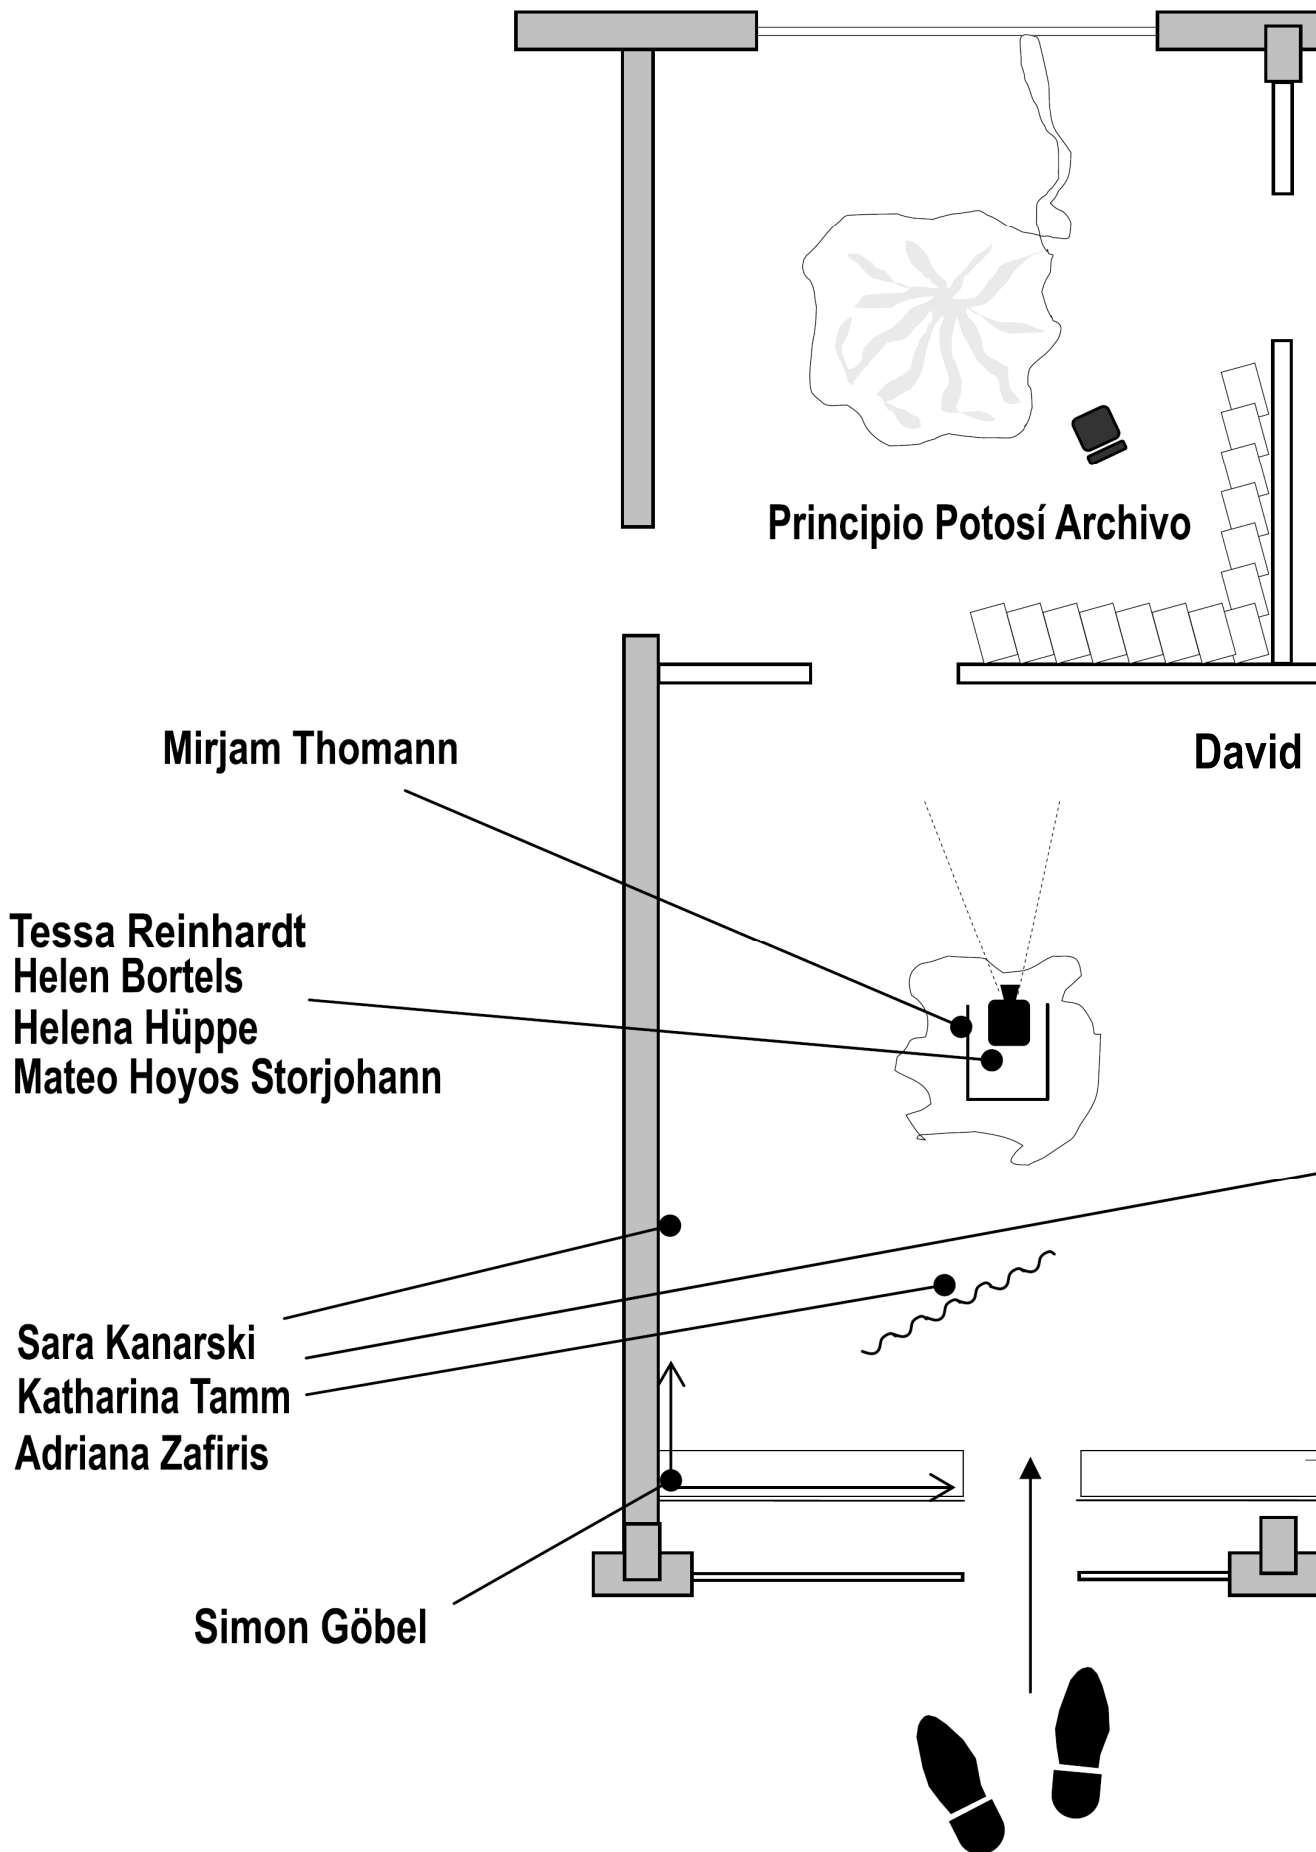 Principio Potosí Archivo
Mirjam Thomann
David
Tessa Reinhardt
Helen Bortels
Helena Hüppe
Mateo Hoyos Storjohann
Sara Kanarski
Katharina Tamm
Adriana Zafiris
Simon Göbel